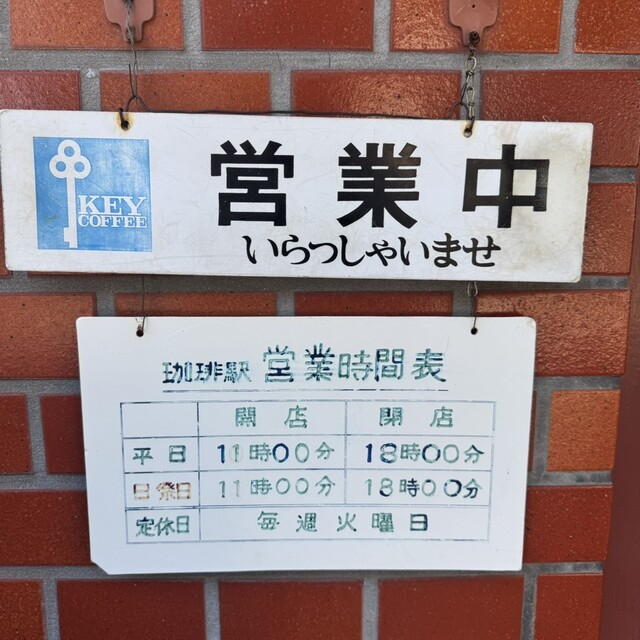 KEY
COFFEE
営業中
いらっしゃいませ
珈琲駅 営業時間表
開店 閉店
平日 11時00分 18時00分
日祭日 11時00分 18時00分
定休日 毎週火曜日